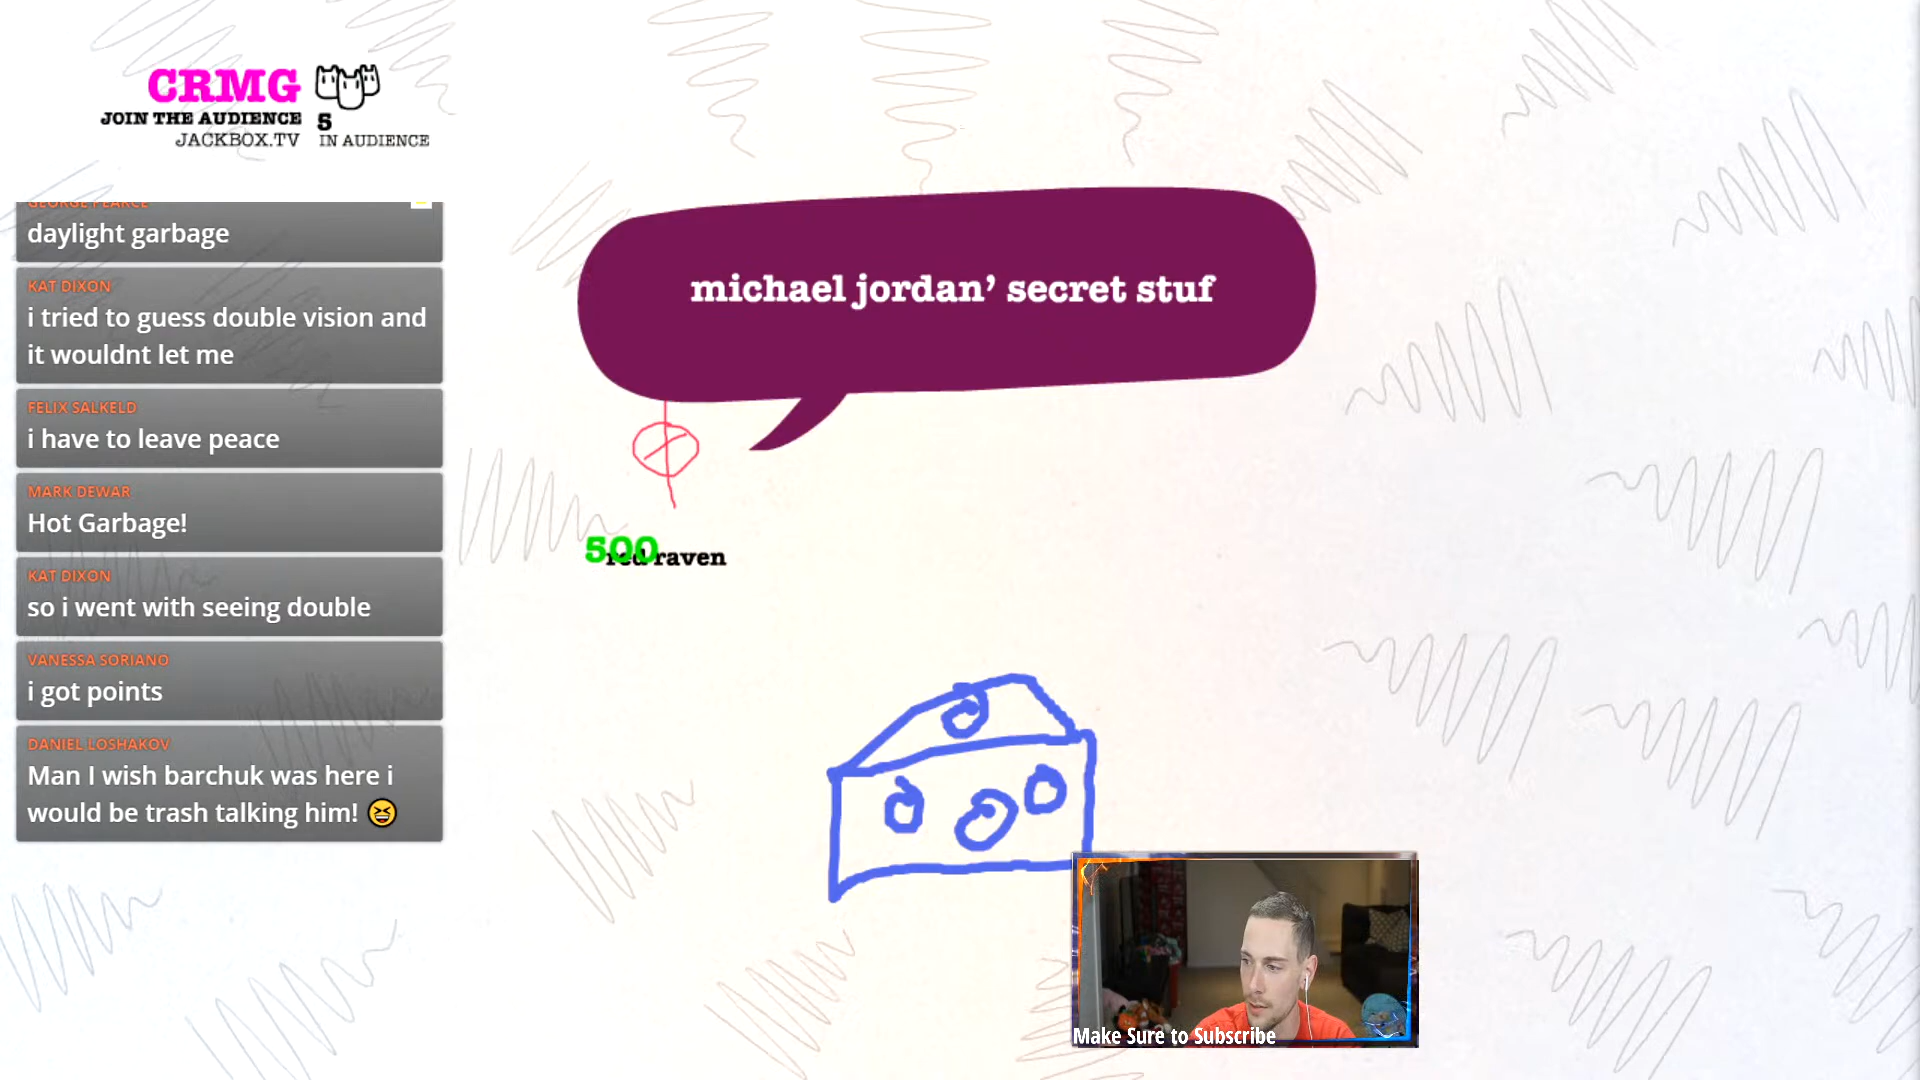 CRMG
JOIN THE AUDIENCE
JACKBOX.TV
5
IN AUDIENCE
GEORGE PEARCE
daylight garbage
KAT DIXON
i tried to guess double vision and
it wouldnt let me
FELIX SALKELD
i have to leave peace
MARK DEWAR
Hot Garbage!
KAT DIXON
so i went with seeing double
VANESSA SORIANO
i got points
DANIEL LOSHAKOV
Man I wish barchuk was here i
would be trash talking him!
michael jordan’ secret stuf
500
red raven
Make Sure to Subscribe